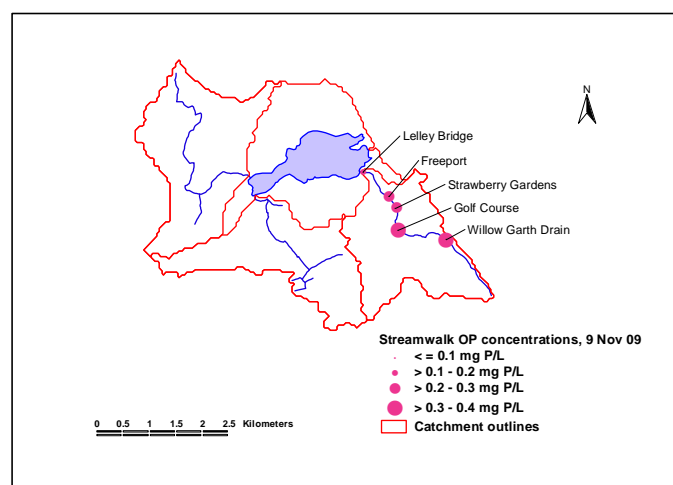 N
Lelley Bridge
Freeport
Strawberry Gardens
Golf Course
Willow Garth Drain
Streamwalk OP concentrations, 9 Nov 09
< = 0.1 mg P/L
> 0.1 - 0.2 mg P/L
> 0.2 - 0.3 mg P/L
> 0.3 - 0.4 mg P/L
Catchment outlines
0 0.5 1 1.5 2 2.5 Kilometers